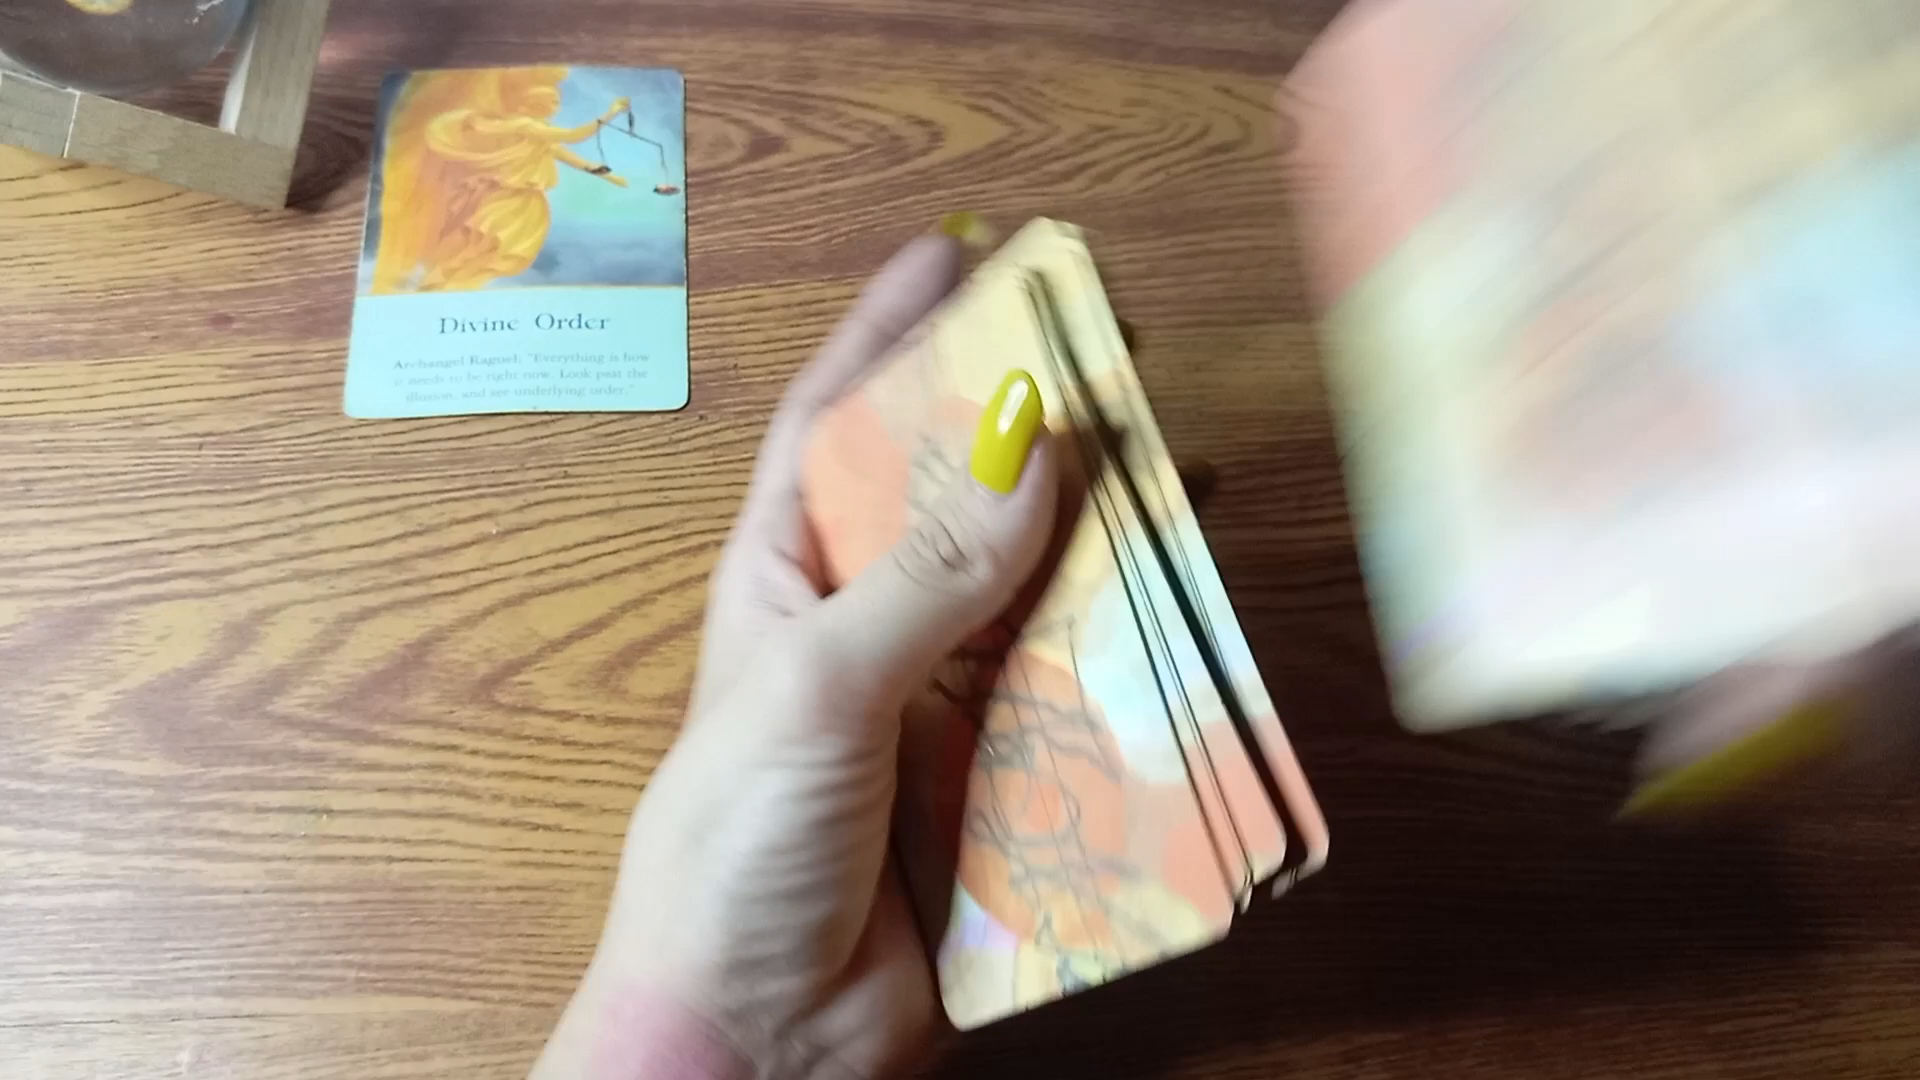 Divine Order
Archangel Raguel: "Everything is how
it needs to be right now. Look past the
illusion, and see underlying order."